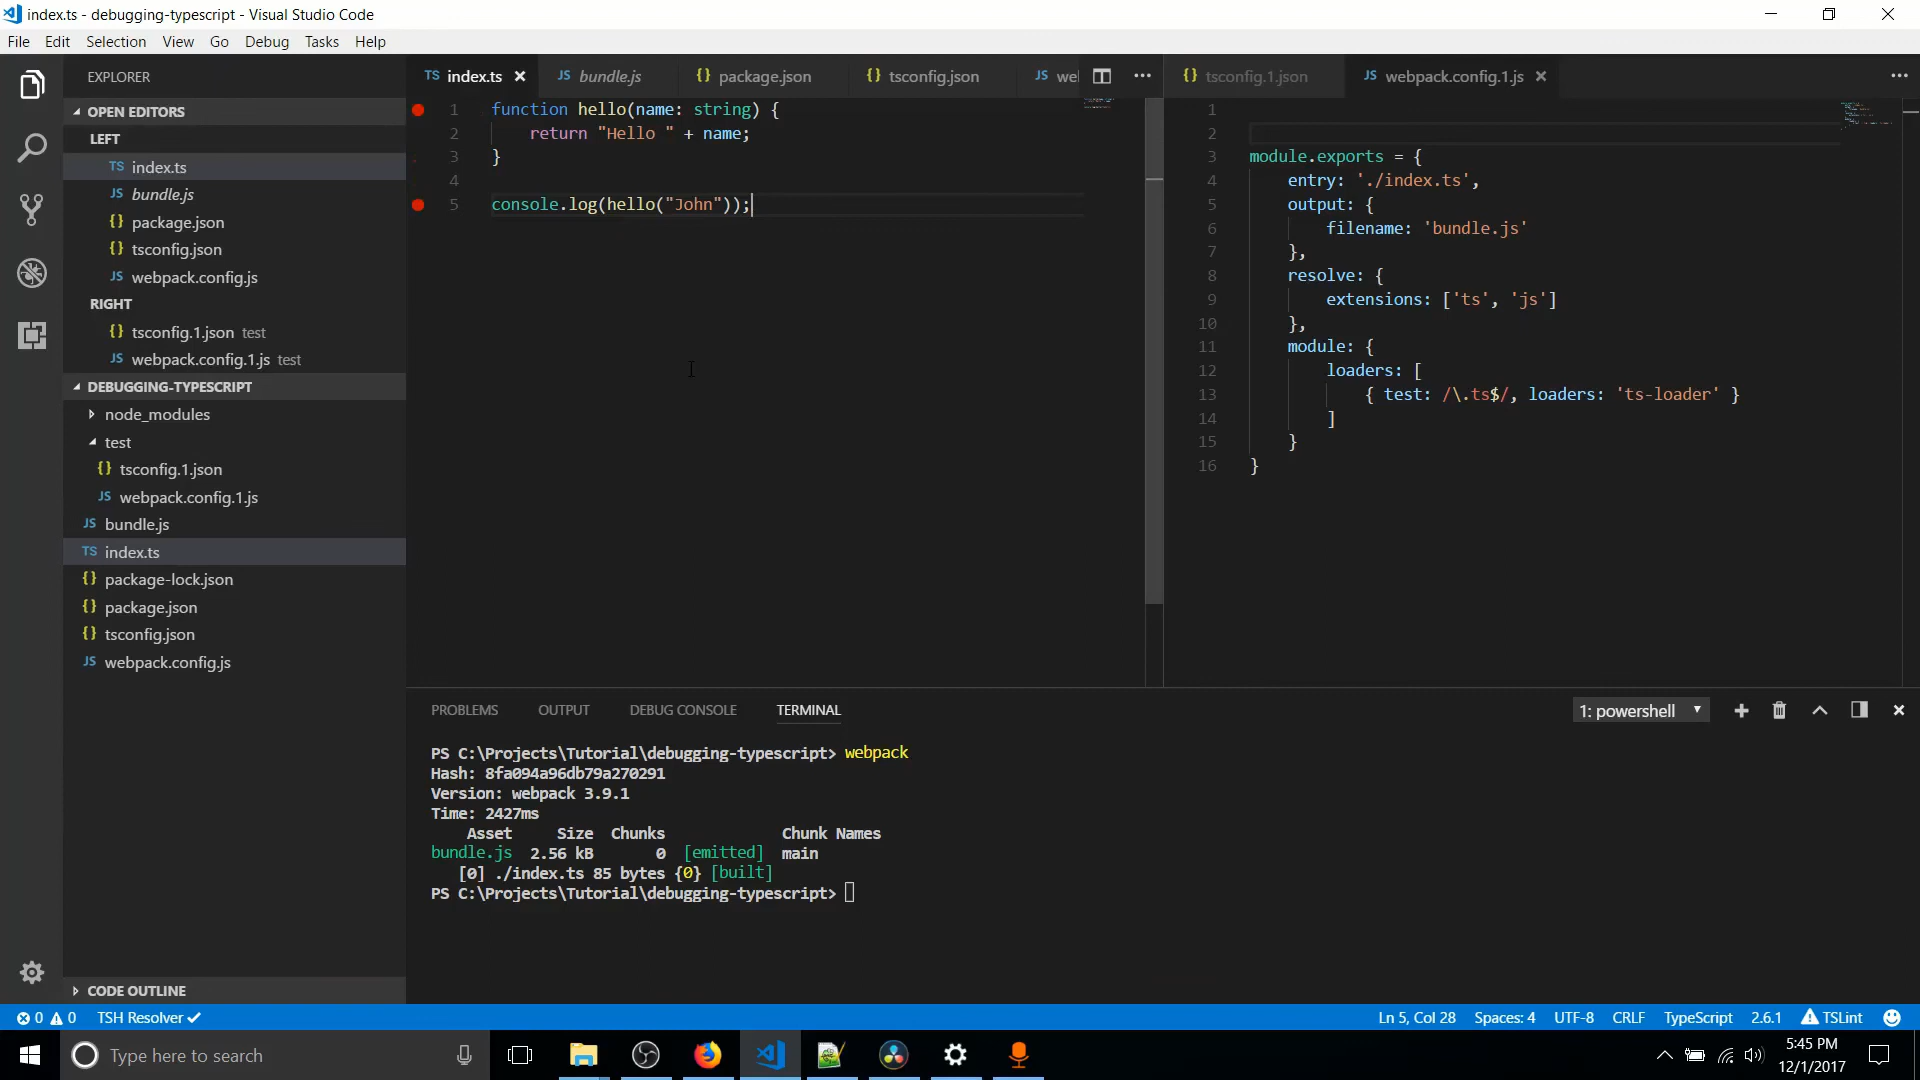 index.ts - debugging-typescript - Visual Studio Code
File Edit Selection View Go Debug Tasks Help
EXPLORER
OPEN EDITORS
LEFT
TS index.ts
JS bundle.js
{} package.json
{} tsconfig.json
JS webpack.config.js
RIGHT
{} tsconfig.1.json test
JS webpack.config.1.js test
DEBUGGING-TYPESCRIPT
node_modules
test
{} tsconfig.1.json
JS webpack.config.1.js
JS bundle.js
TS index.ts
{} package-lock.json
{} package.json
{} tsconfig.json
JS webpack.config.js
CODE OUTLINE
TS index.ts JS bundle.js {} package.json {} tsconfig.json JS we
1 function hello(name: string) {
2 return "Hello " + name;
3 }
4
5 console.log(hello("John"));
{} tsconfig.1.json JS webpack.config.1.js
1
2
3 module.exports = {
4 entry: './index.ts',
5 output: {
6 filename: 'bundle.js'
7 },
8 resolve: {
9 extensions: ['ts', 'js']
10 },
11 module: {
12 loaders: [
13 { test: /\.ts$/, loaders: 'ts-loader' }
14 ]
15 }
16 }
PROBLEMS OUTPUT DEBUG CONSOLE TERMINAL 1: powershell
PS C:\Projects\Tutorial\debugging-typescript> webpack
Hash: 8fa094a96db79a270291
Version: webpack 3.9.1
Time: 2427ms
Asset Size Chunks Chunk Names
bundle.js 2.56 kB 0 [emitted] main
[0] ./index.ts 85 bytes {0} [built]
PS C:\Projects\Tutorial\debugging-typescript>
0 0 TSH Resolver Ln 5, Col 28 Spaces: 4 UTF-8 CRLF TypeScript 2.6.1 TSLint
Type here to search
5:45 PM
12/1/2017